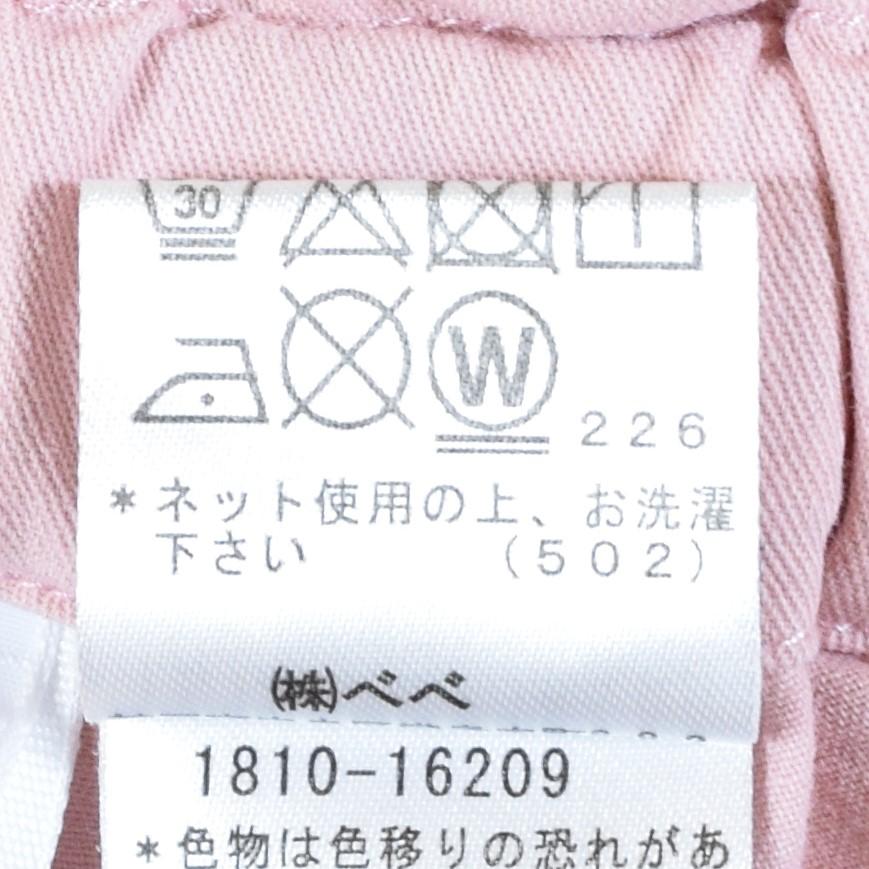 30
W
226
*ネット使用の上、お洗濯
下さい (502)
㈱べべ
1810-16209
*色物は色移りの恐れがあ